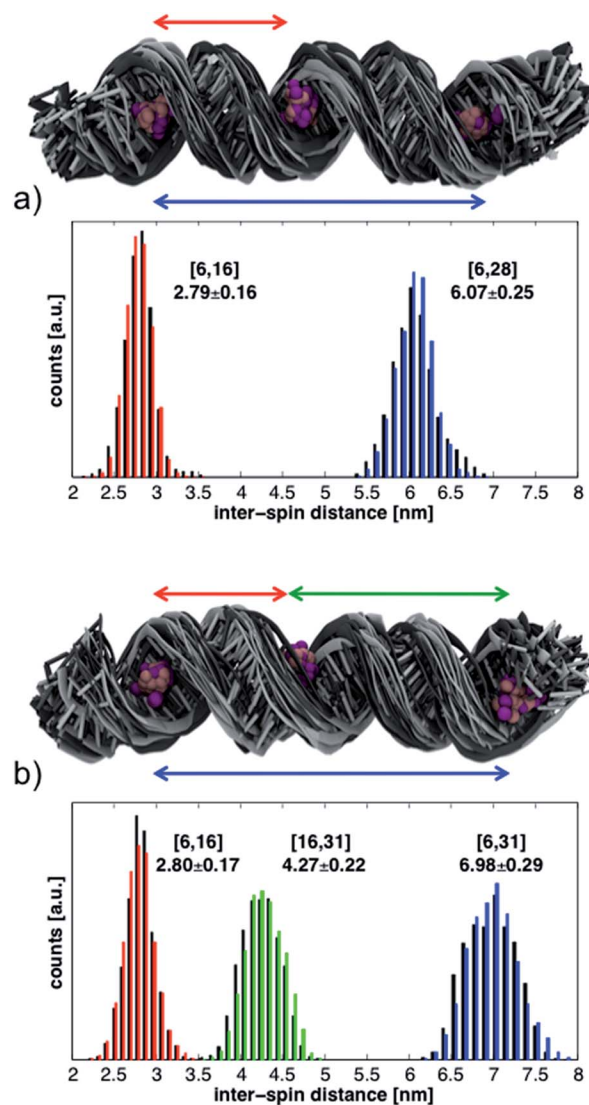 a)
[6,16]
2.79±0.16
[6,28]
6.07±0.25
counts [a.u.]
2 2.5 3 3.5 4 4.5 5 5.5 6 6.5 7 7.5 8
inter-spin distance [nm]
b)
[6,16]
2.80±0.17
[16,31]
4.27±0.22
[6,31]
6.98±0.29
counts [a.u.]
2 2.5 3 3.5 4 4.5 5 5.5 6 6.5 7 7.5 8
inter-spin distance [nm]